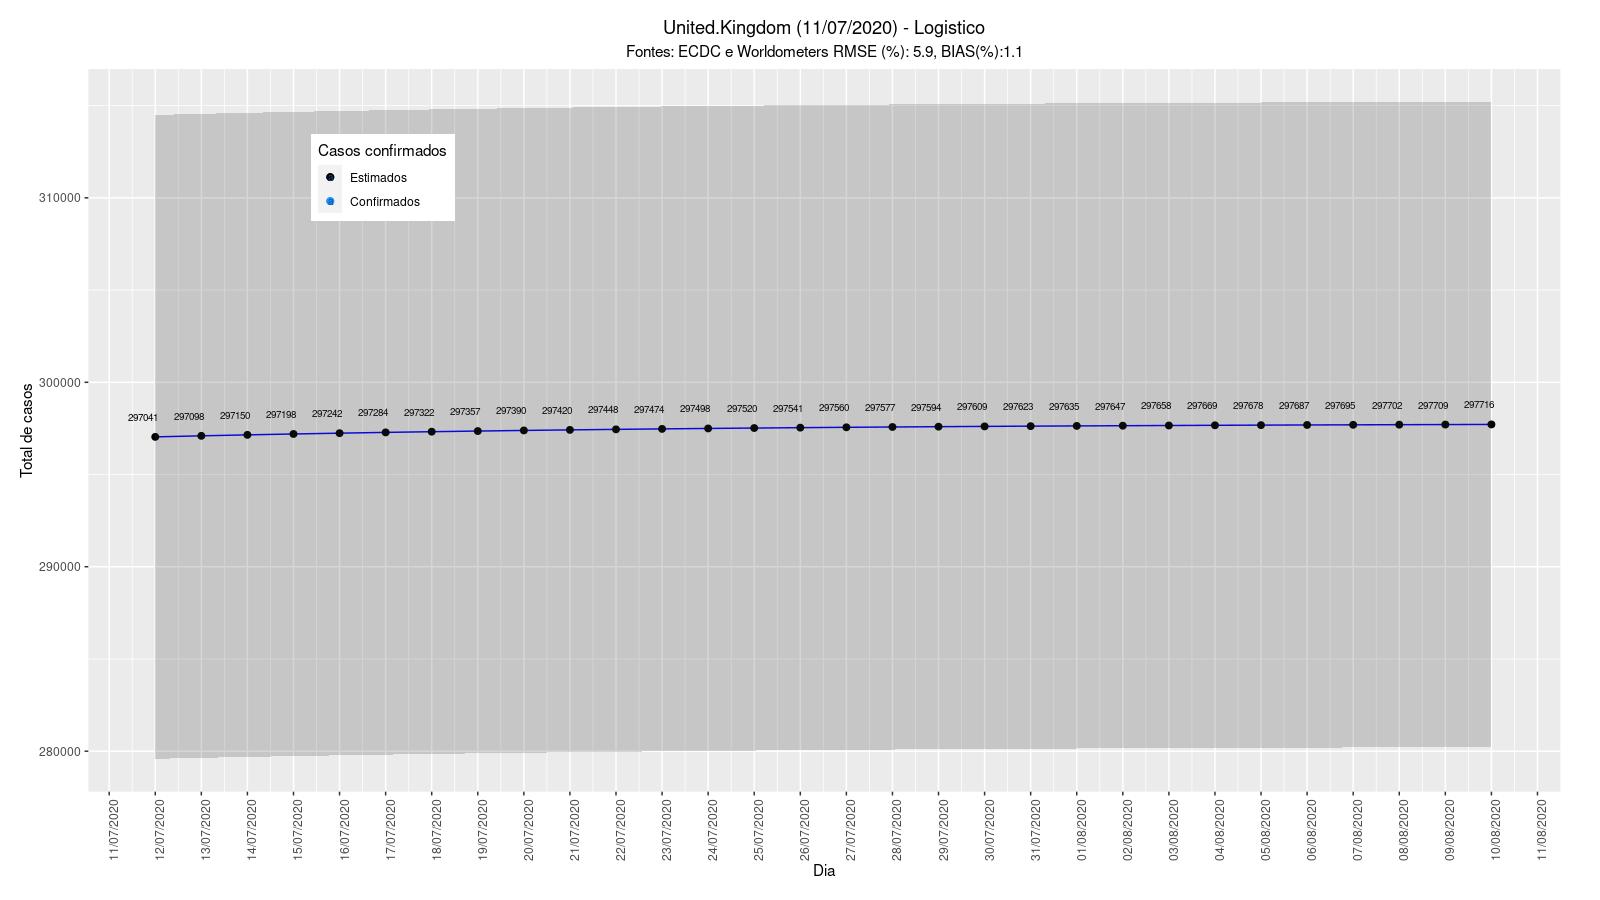 United.Kingdom (11/07/2020) - Logistico
Fontes: ECDC e Worldometers RMSE (%): 5.9, BIAS(%):1.1
Casos confirmados
Estimados
Confirmados
Total de casos
310000
300000
290000
280000
297041 297098 297150 297198 297242 297284 297322 297357 297390 297420 297448 297474 297498 297520 297541 297560 297577 297594 297609 297623 297635 297647 297658 297669 297678 297687 297695 297702 297709 297716
11/07/2020 12/07/2020 13/07/2020 14/07/2020 15/07/2020 16/07/2020 17/07/2020 18/07/2020 19/07/2020 20/07/2020 21/07/2020 22/07/2020 23/07/2020 24/07/2020 25/07/2020 26/07/2020 27/07/2020 28/07/2020 29/07/2020 30/07/2020 31/07/2020 01/08/2020 02/08/2020 03/08/2020 04/08/2020 05/08/2020 06/08/2020 07/08/2020 08/08/2020 09/08/2020 10/08/2020 11/08/2020
Dia